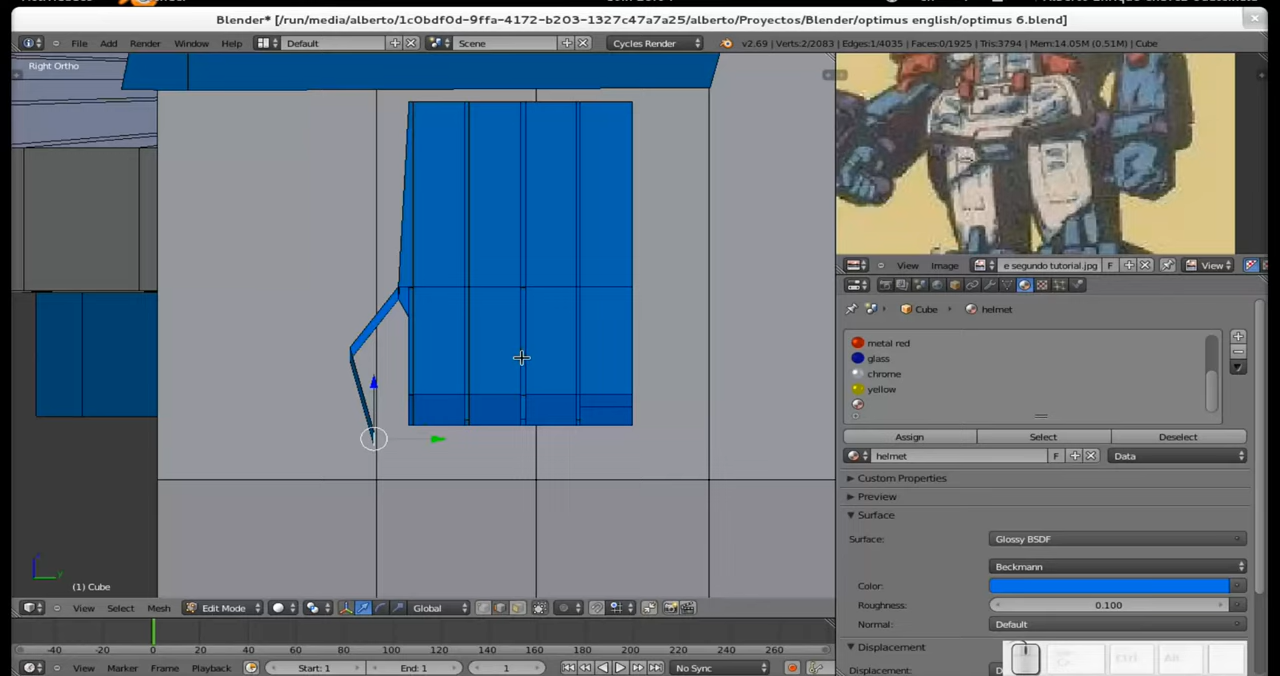 Blender* [/run/media/alberto/1c0bdf0d-9ffa-4172-b203-1327c47a7a25/alberto/Proyectos/Blender/optimus english/optimus 6.blend]
File Add Render Window Help Default Scene Cycles Render v2.69 | Verts:2/2083 | Edges:1/4035 | Faces:0/1925 | Tris:3794 | Mem:14.05M (0.51M) | Cube
Right Ortho
View Image e segundo tutorial.jpg F View
Cube helmet
metal red
glass
chrome
yellow
Assign Select Deselect
helmet F Data
Custom Properties
Preview
Surface
Surface: Glossy BSDF
Beckmann
Color:
Roughness: 0.100
Normal: Default
Displacement
Displacement:
(1) Cube
View Select Mesh Edit Mode Global
-40 -20 0 20 40 60 80 100 120 140 160 180 200 220 240 260
View Marker Frame Playback Start: 1 End: 1 1 No Sync
Ctrl Alt